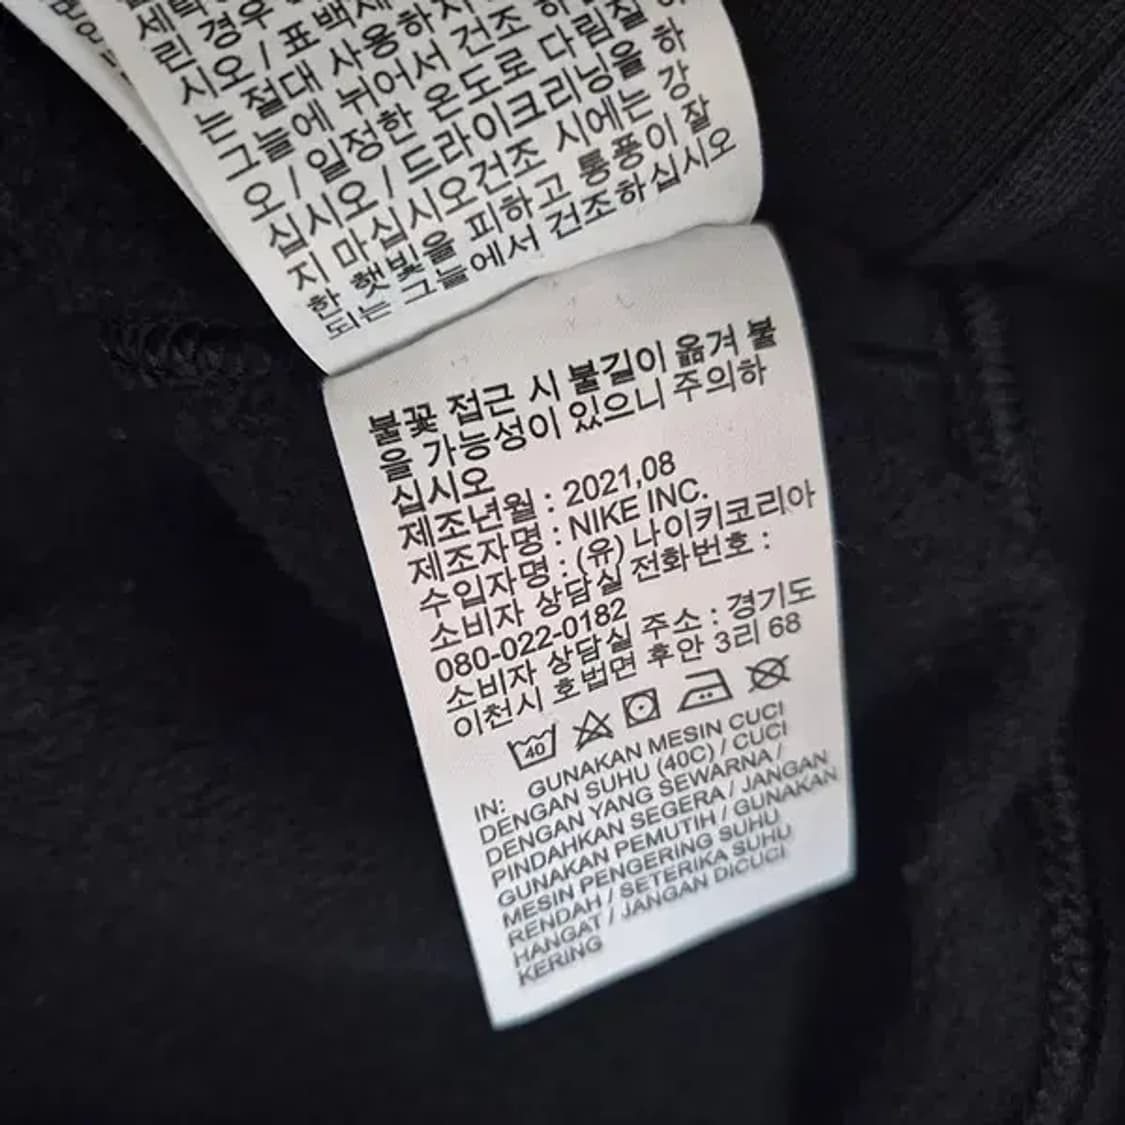 린 경우
시오 / 표백제
는 절대 사용하지
그늘에 뉘어서 건조 하
오 / 일정한 온도로 다림질 하
십시오 / 드라이크리닝을 하
지 마십시오건조 시에는 강
한 햇빛을 피하고 통풍이 잘
되는 그늘에서 건조하십시오
불꽃 접근 시 불길이 옮겨 붙
을 가능성이 있으니 주의하
십시오
제조년월 : 2021,08
제조자명 : NIKE INC.
수입자명 : (유) 나이키코리아
소비자 상담실 전화번호 :
080-022-0182
소비자 상담실 주소 : 경기도
이천시 호법면 후안 3리 68
40
IN: GUNAKAN MESIN CUCI
DENGAN SUHU (40C) / CUCI
DENGAN YANG SEWARNA /
PINDAHKAN SEGERA / JANGAN
GUNAKAN PEMUTIH / GUNAKAN
MESIN PENGERING SUHU
RENDAH / SETERIKA SUHU
HANGAT / JANGAN DICUCI
KERING